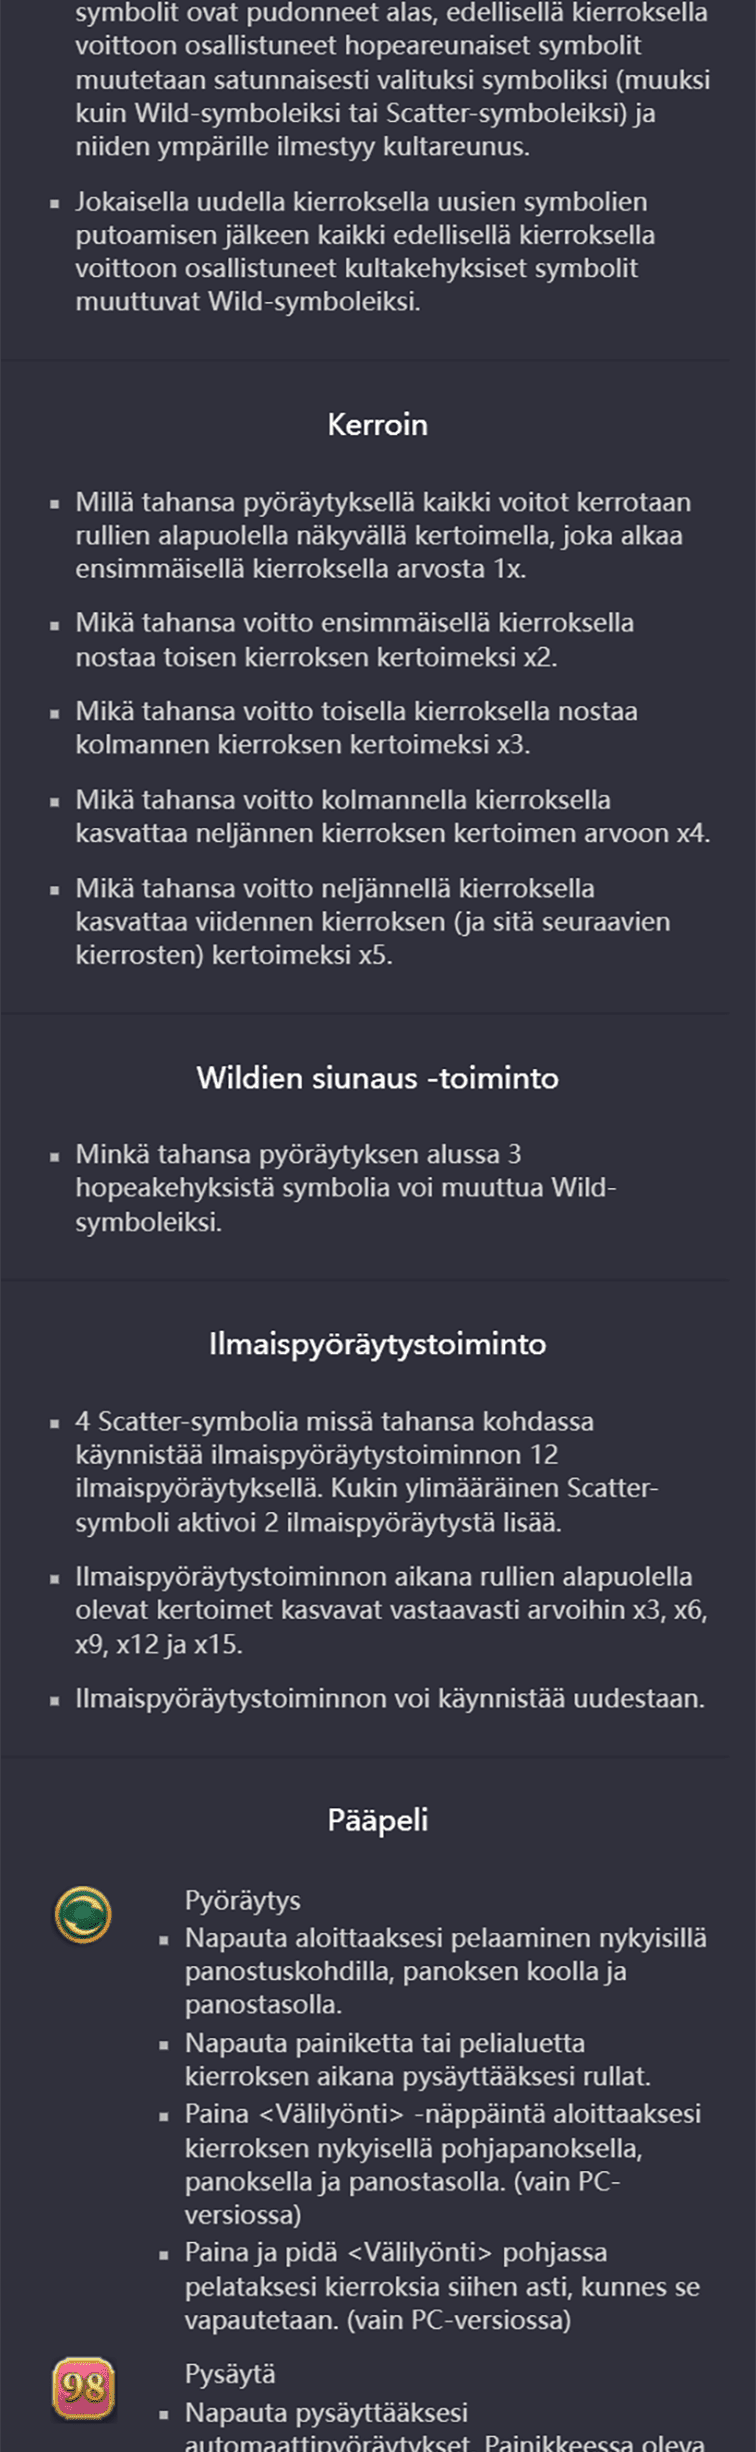 symbolit ovat pudonneet alas, edellisellä kierroksella
voittoon osallistuneet hopeareunaiset symbolit
muutetaan satunnaisesti valituksi symboliksi (muuksi
kuin Wild-symboleiksi tai Scatter-symboleiksi) ja
niiden ympärille ilmestyy kultareunus.
▪ Jokaisella uudella kierroksella uusien symbolien
putoamisen jälkeen kaikki edellisellä kierroksella
voittoon osallistuneet kultakehyksiset symbolit
muuttuvat Wild-symboleiksi.
Kerroin
▪ Millä tahansa pyöräytyksellä kaikki voitot kerrotaan
rullien alapuolella näkyvällä kertoimella, joka alkaa
ensimmäisellä kierroksella arvosta 1x.
▪ Mikä tahansa voitto ensimmäisellä kierroksella
nostaa toisen kierroksen kertoimeksi x2.
▪ Mikä tahansa voitto toisella kierroksella nostaa
kolmannen kierroksen kertoimeksi x3.
▪ Mikä tahansa voitto kolmannella kierroksella
kasvattaa neljännen kierroksen kertoimen arvoon x4.
▪ Mikä tahansa voitto neljännellä kierroksella
kasvattaa viidennen kierroksen (ja sitä seuraavien
kierrosten) kertoimeksi x5.
Wildien siunaus -toiminto
▪ Minkä tahansa pyöräytyksen alussa 3
hopeakehyksistä symbolia voi muuttua Wild-
symboleiksi.
Ilmaispyöräytystoiminto
▪ 4 Scatter-symbolia missä tahansa kohdassa
käynnistää ilmaispyöräytystoiminnon 12
ilmaispyöräytyksellä. Kukin ylimääräinen Scatter-
symboli aktivoi 2 ilmaispyöräytystä lisää.
▪ Ilmaispyöräytystoiminnon aikana rullien alapuolella
olevat kertoimet kasvavat vastaavasti arvoihin x3, x6,
x9, x12 ja x15.
▪ Ilmaispyöräytystoiminnon voi käynnistää uudestaan.
Pääpeli
Pyöräytys
▪ Napauta aloittaaksesi pelaaminen nykyisillä
panostuskohdilla, panoksen koolla ja
panostasolla.
▪ Napauta painiketta tai pelialuetta
kierroksen aikana pysäyttääksesi rullat.
▪ Paina <Välilyönti> -näppäintä aloittaaksesi
kierroksen nykyisellä pohjapanoksella,
panoksella ja panostasolla. (vain PC-
versiossa)
▪ Paina ja pidä <Välilyönti> pohjassa
pelataksesi kierroksia siihen asti, kunnes se
vapautetaan. (vain PC-versiossa)
98
Pysäytä
▪ Napauta pysäyttääksesi
automaattipyöräytykset. Painikkeessa oleva